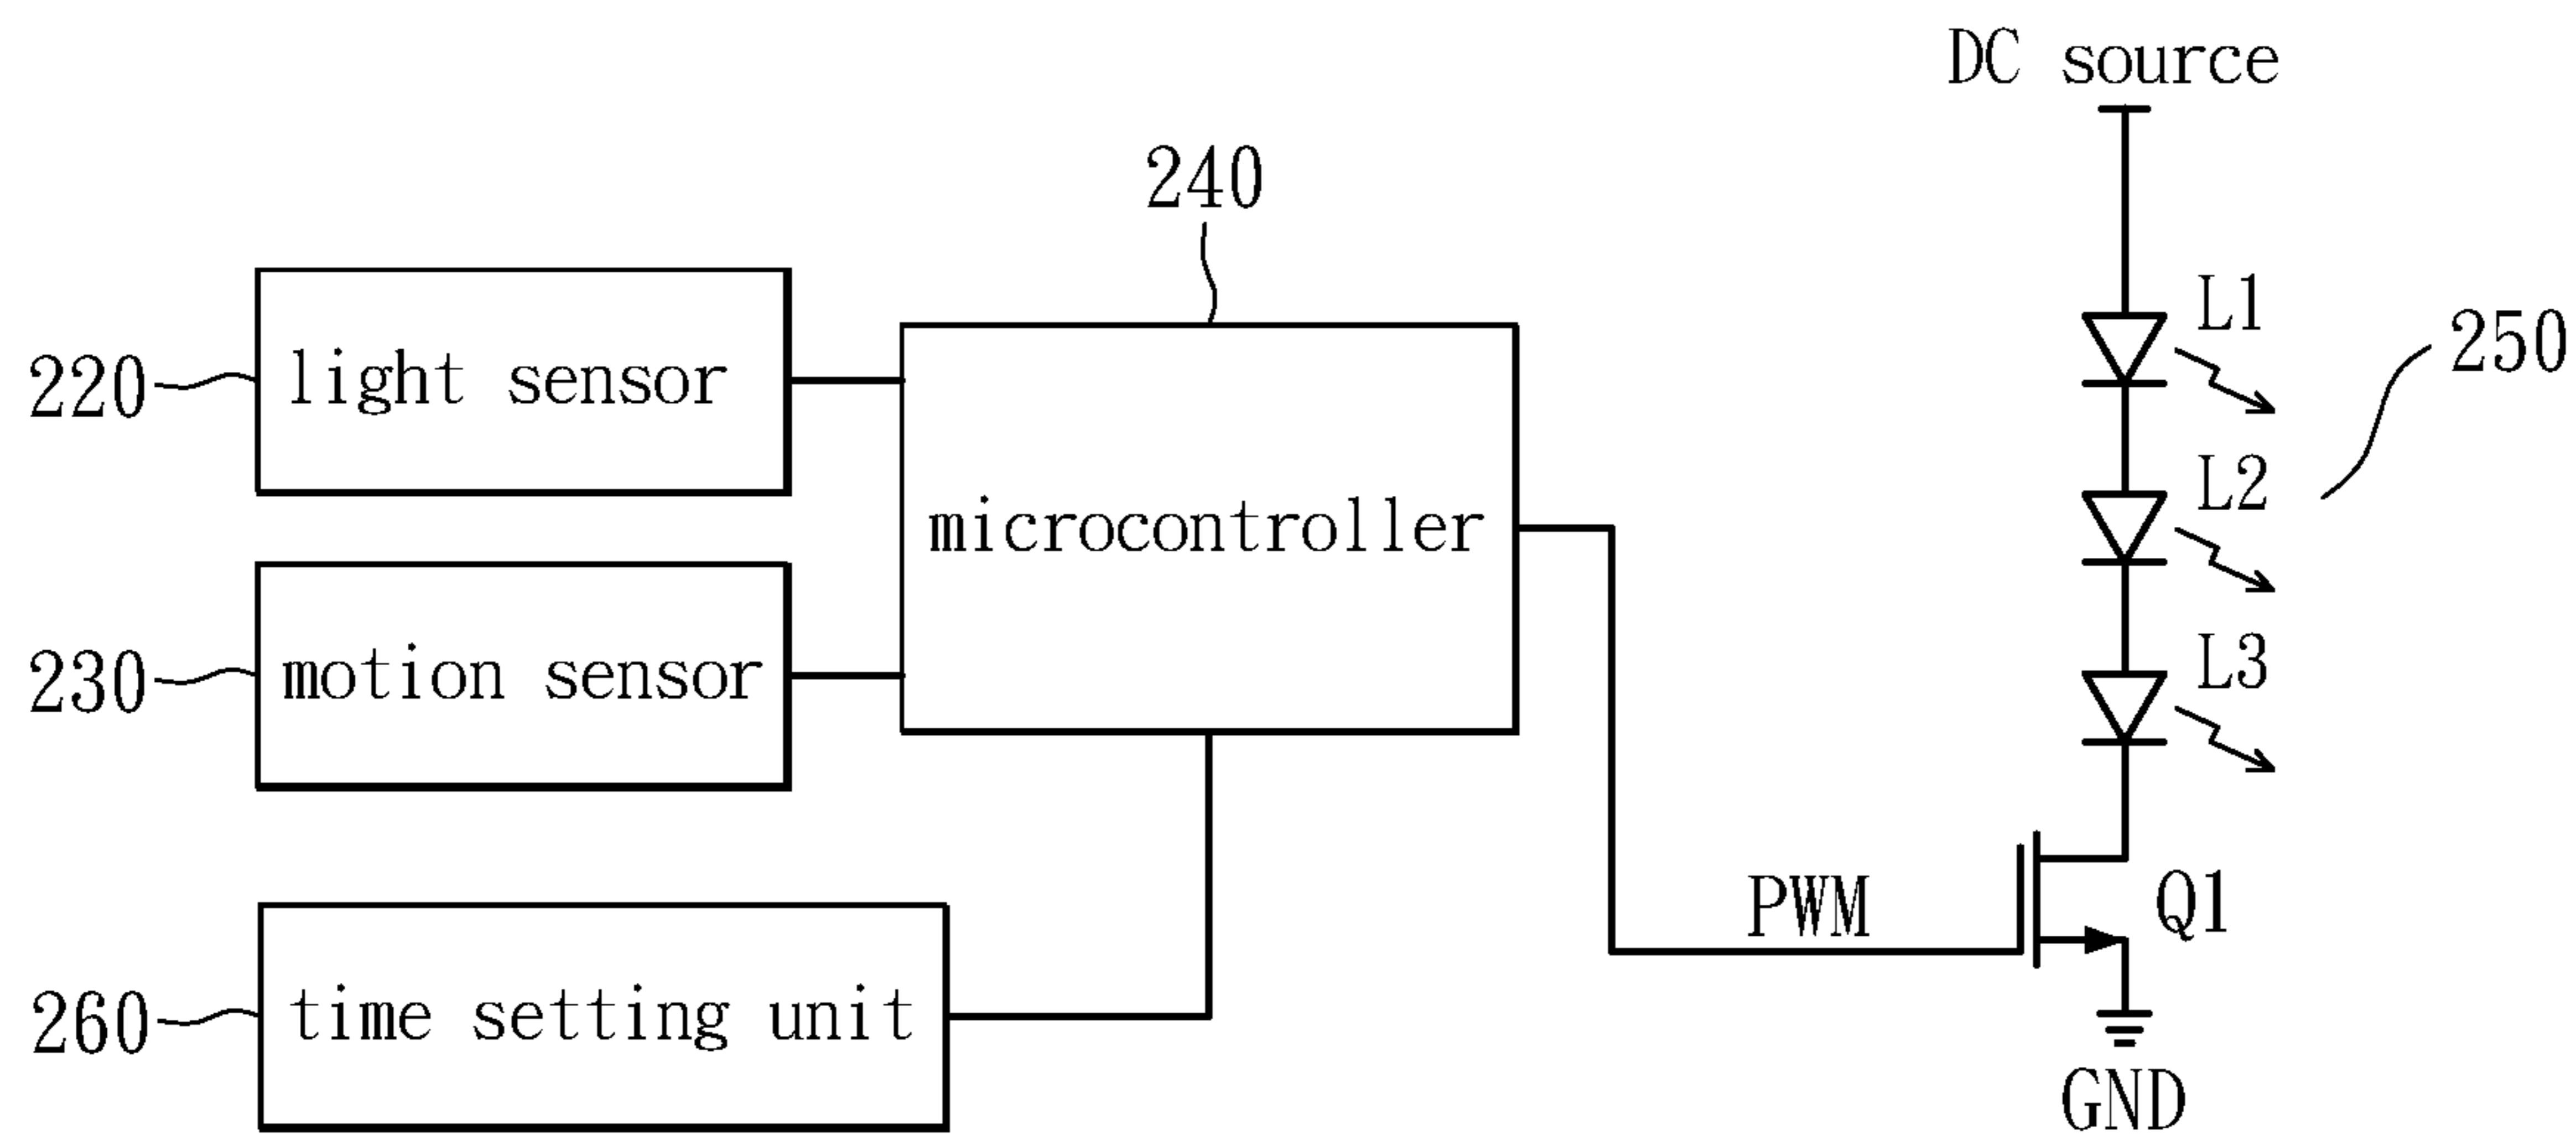 DC source
240
L1
250
220
light sensor
L2
microcontroller
230
motion sensor
L3
PWM
Q1
260
time setting unit
GND